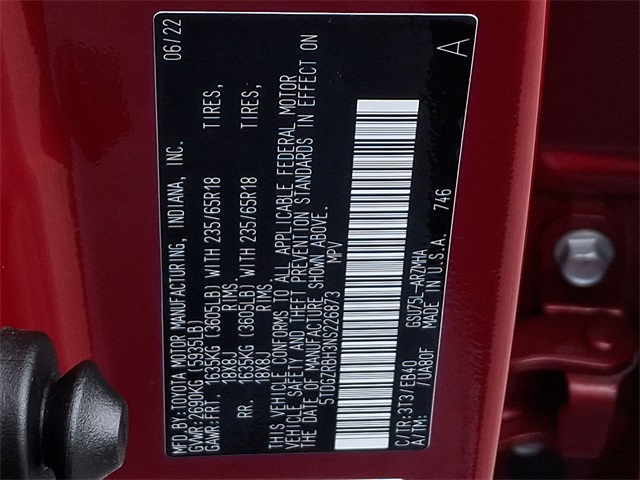 MFD.BY:TOYOTA MOTOR MANUFACTURING, INDIANA, INC. 06/22
GVWR:2690KG (5935LB)
GAWR:FRT. 1635KG (3605LB) WITH 235/65R18 TIRES,
18X8J RIMS.
RR. 1635KG (3605LB) WITH 235/65R18 TIRES,
18X8J RIMS.
THIS VEHICLE CONFORMS TO ALL APPLICABLE FEDERAL MOTOR
VEHICLE SAFETY AND THEFT PREVENTION STANDARDS IN EFFECT ON
THE DATE OF MANUFACTURE SHOWN ABOVE.
5TDGZRBH3NS226873 MPV
C/TR:3T3/EB40 GSU75L-ARZMHA 746
A/TM: /UA80F MADE IN U.S.A. A